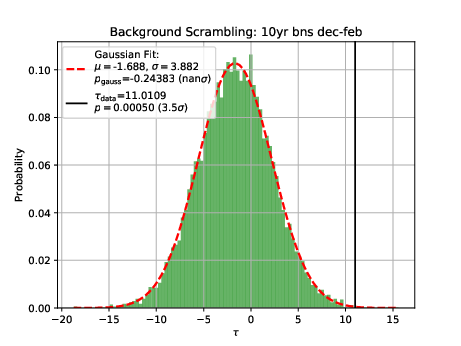 Background Scrambling: 10yr bns dec-feb
Gaussian Fit:
μ = -1.688, σ = 3.882
p_gauss=-0.24383 (nanσ)
τ_data=11.0109
p = 0.00050 (3.5σ)
Probability
0.10
0.08
0.06
0.04
0.02
0.00
−20 −15 −10 −5 0 5 10 15
τ